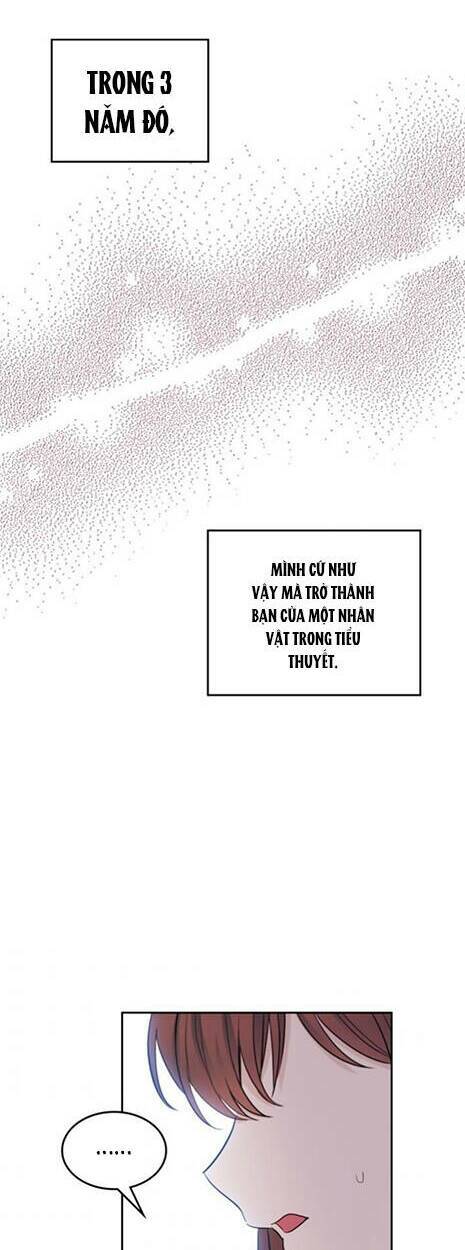 TRONG 3
NĂM ĐÓ,
MÌNH CỨ NHƯ
VẬY MÀ TRỞ THÀNH
BẠN CỦA MỘT NHÂN
VẬT TRONG TIỂU
THUYẾT.
......